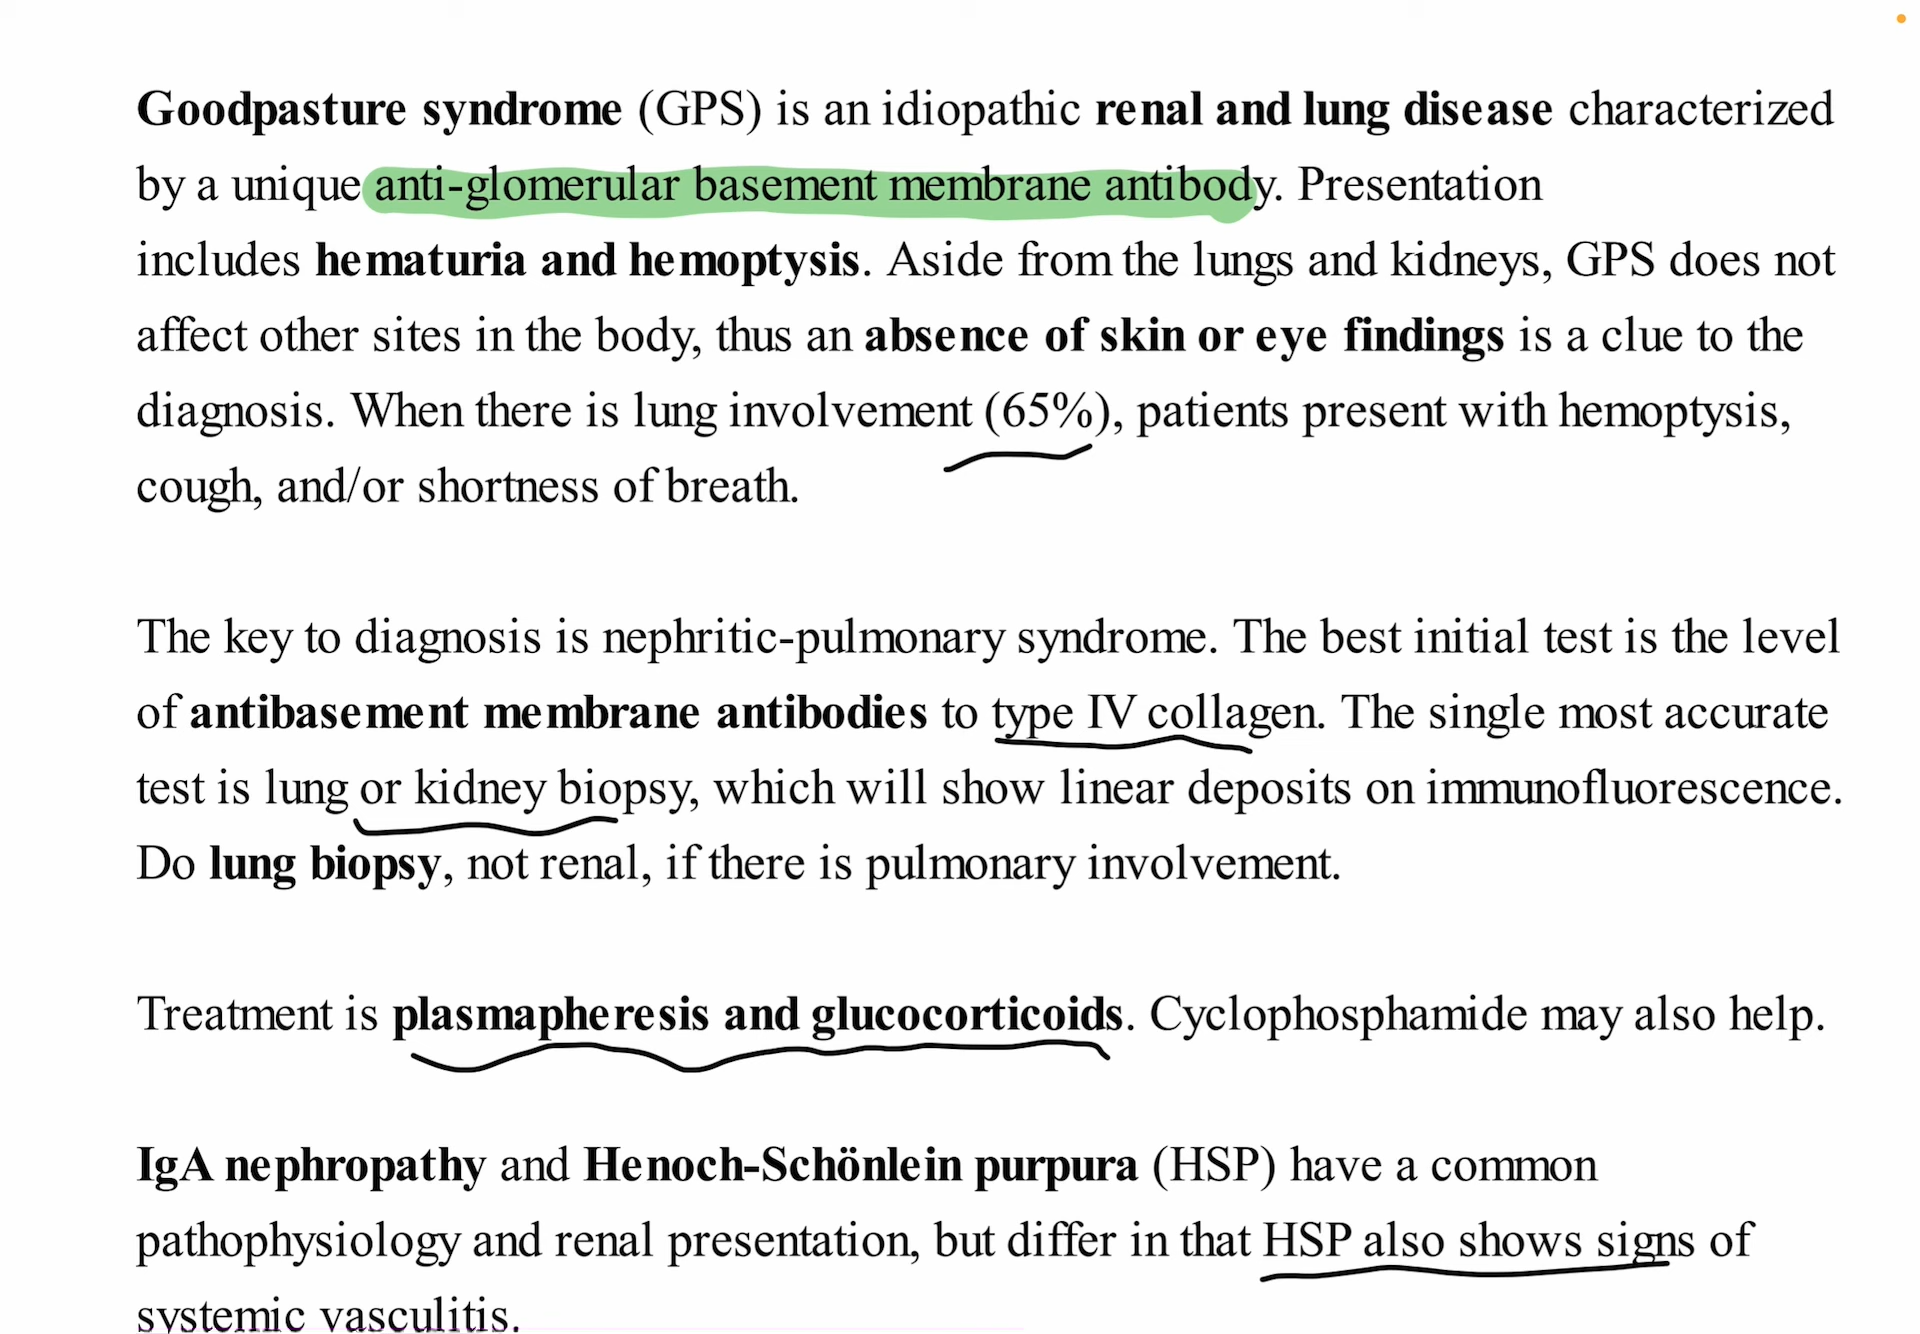 Goodpasture syndrome (GPS) is an idiopathic renal and lung disease characterized
by a unique anti-glomerular basement membrane antibody. Presentation
includes hematuria and hemoptysis. Aside from the lungs and kidneys, GPS does not
affect other sites in the body, thus an absence of skin or eye findings is a clue to the
diagnosis. When there is lung involvement (65%), patients present with hemoptysis,
cough, and/or shortness of breath.
The key to diagnosis is nephritic-pulmonary syndrome. The best initial test is the level
of antibasement membrane antibodies to type IV collagen. The single most accurate
test is lung or kidney biopsy, which will show linear deposits on immunofluorescence.
Do lung biopsy, not renal, if there is pulmonary involvement.
Treatment is plasmapheresis and glucocorticoids. Cyclophosphamide may also help.
IgA nephropathy and Henoch-Schönlein purpura (HSP) have a common
pathophysiology and renal presentation, but differ in that HSP also shows signs of
systemic vasculitis.